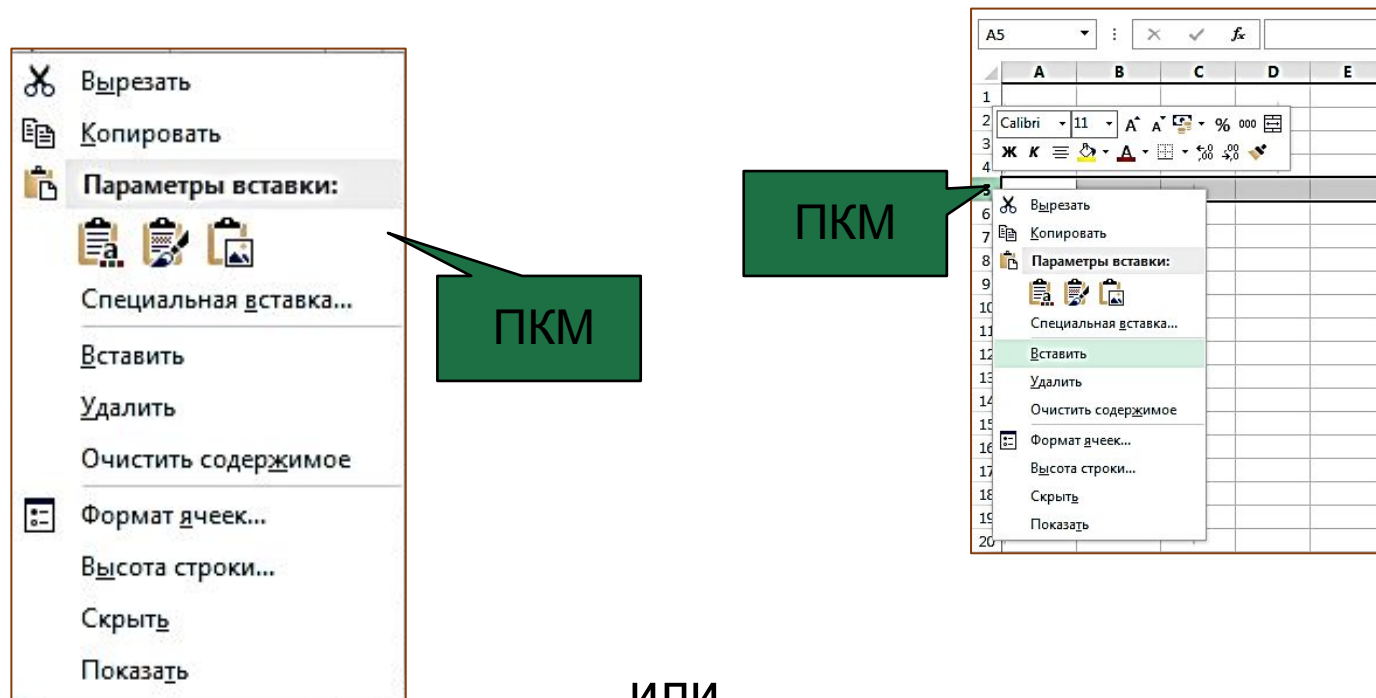 Вырезать
Копировать
Параметры вставки:
Специальная вставка...
Вставить
Удалить
Очистить содержимое
Формат ячеек...
Высота строки...
Скрыть
Показать
ПКМ
ПКМ
A5 fx
A B C D E
1
2 Calibri 11 A A % 000
3 Ж К A ,00
4
5
6 Вырезать
7 Копировать
8 Параметры вставки:
9
10 Специальная вставка...
11
12 Вставить
13 Удалить
14 Очистить содержимое
15
16 Формат ячеек...
17 Высота строки...
18 Скрыть
19 Показать
20
или